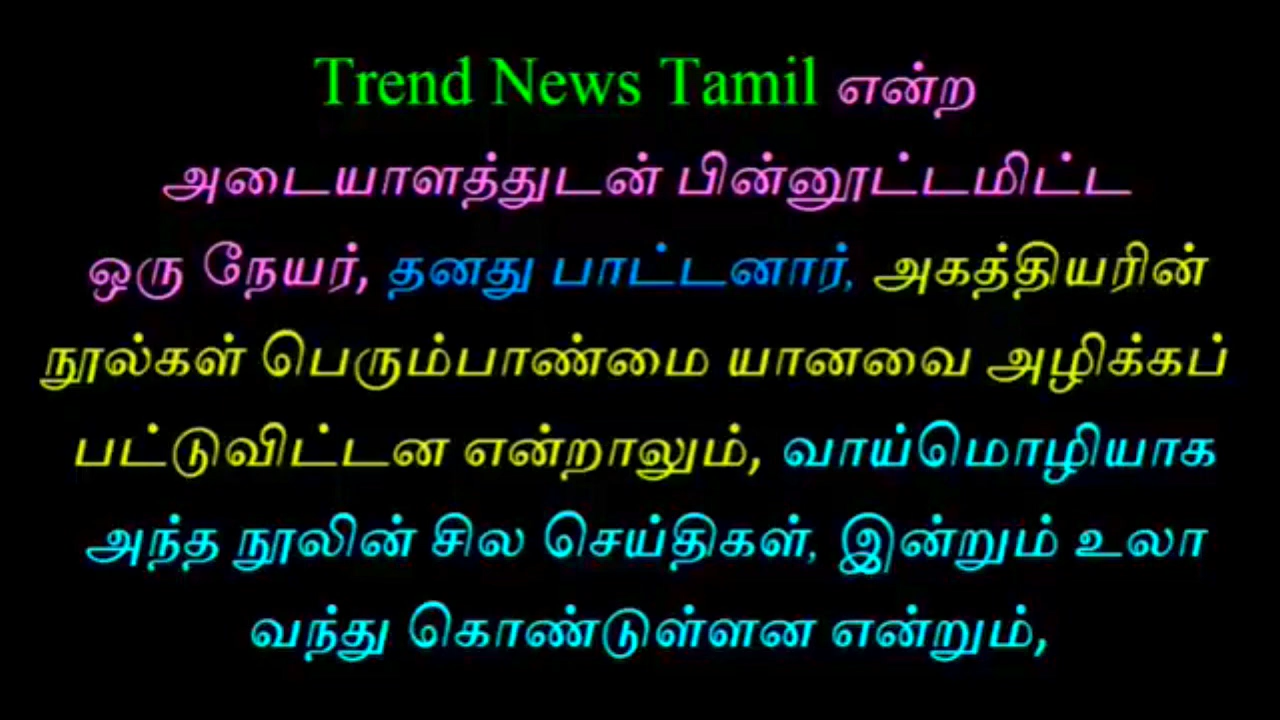 Trend News Tamil என்ற
அடையாளத்துடன் பின்னூட்டமிட்ட
ஒரு நேயர், தனது பாட்டனார், அகத்தியரின்
நூல்கள் பெரும்பாண்மை யானவை அழிக்கப்
பட்டுவிட்டன என்றாலும், வாய்மொழியாக
அந்த நூலின் சில செய்திகள், இன்றும் உலா
வந்து கொண்டுள்ளன என்றும்,